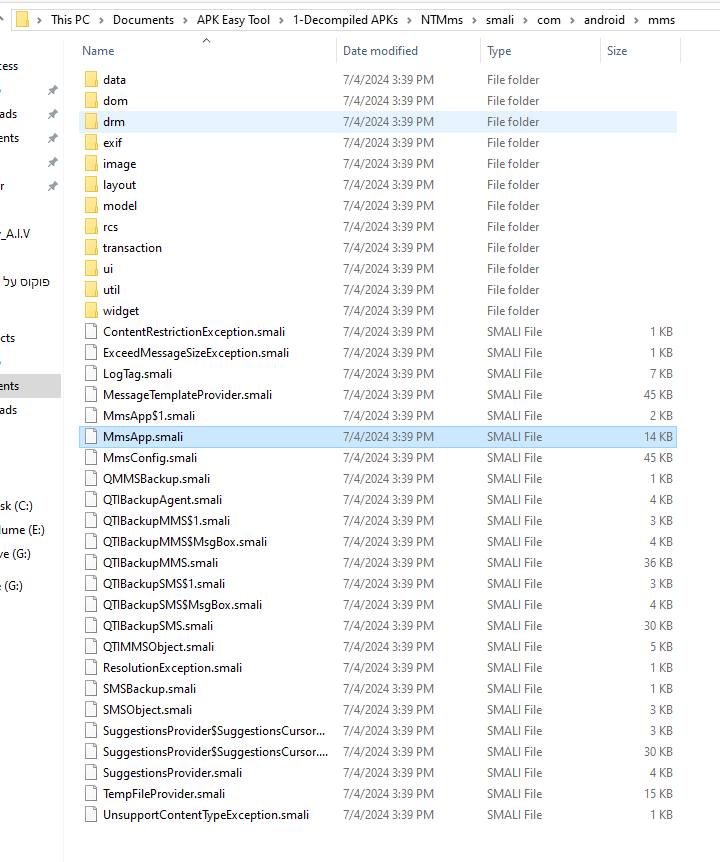 This PC > Documents > APK Easy Tool > 1-Decompiled APKs > NTMms > smali > com > android > mms
Name Date modified Type Size
cess
data 7/4/2024 3:39 PM File folder
dom 7/4/2024 3:39 PM File folder
ads
drm 7/4/2024 3:39 PM File folder
ents
exif 7/4/2024 3:39 PM File folder
image 7/4/2024 3:39 PM File folder
r
layout 7/4/2024 3:39 PM File folder
model 7/4/2024 3:39 PM File folder
rcs 7/4/2024 3:39 PM File folder
_A.I.V
transaction 7/4/2024 3:39 PM File folder
ui 7/4/2024 3:39 PM File folder
פוקוס על
util 7/4/2024 3:39 PM File folder
widget 7/4/2024 3:39 PM File folder
ContentRestrictionException.smali 7/4/2024 3:39 PM SMALI File 1 KB
cts
ExceedMessageSizeException.smali 7/4/2024 3:39 PM SMALI File 1 KB
LogTag.smali 7/4/2024 3:39 PM SMALI File 7 KB
ents
MessageTemplateProvider.smali 7/4/2024 3:39 PM SMALI File 45 KB
ads
MmsApp$1.smali 7/4/2024 3:39 PM SMALI File 2 KB
MmsApp.smali 7/4/2024 3:39 PM SMALI File 14 KB
MmsConfig.smali 7/4/2024 3:39 PM SMALI File 45 KB
QMMSBackup.smali 7/4/2024 3:39 PM SMALI File 1 KB
QTIBackupAgent.smali 7/4/2024 3:39 PM SMALI File 4 KB
sk (C:)
QTIBackupMMS$1.smali 7/4/2024 3:39 PM SMALI File 3 KB
lume (E:)
QTIBackupMMS$MsgBox.smali 7/4/2024 3:39 PM SMALI File 4 KB
ve (G:)
QTIBackupMMS.smali 7/4/2024 3:39 PM SMALI File 36 KB
QTIBackupSMS$1.smali 7/4/2024 3:39 PM SMALI File 3 KB
(G:)
QTIBackupSMS$MsgBox.smali 7/4/2024 3:39 PM SMALI File 4 KB
QTIBackupSMS.smali 7/4/2024 3:39 PM SMALI File 30 KB
QTIMMSObject.smali 7/4/2024 3:39 PM SMALI File 5 KB
ResolutionException.smali 7/4/2024 3:39 PM SMALI File 1 KB
SMSBackup.smali 7/4/2024 3:39 PM SMALI File 1 KB
SMSObject.smali 7/4/2024 3:39 PM SMALI File 3 KB
SuggestionsProvider$SuggestionsCursor... 7/4/2024 3:39 PM SMALI File 3 KB
SuggestionsProvider$SuggestionsCursor.... 7/4/2024 3:39 PM SMALI File 30 KB
SuggestionsProvider.smali 7/4/2024 3:39 PM SMALI File 4 KB
TempFileProvider.smali 7/4/2024 3:39 PM SMALI File 15 KB
UnsupportContentTypeException.smali 7/4/2024 3:39 PM SMALI File 1 KB